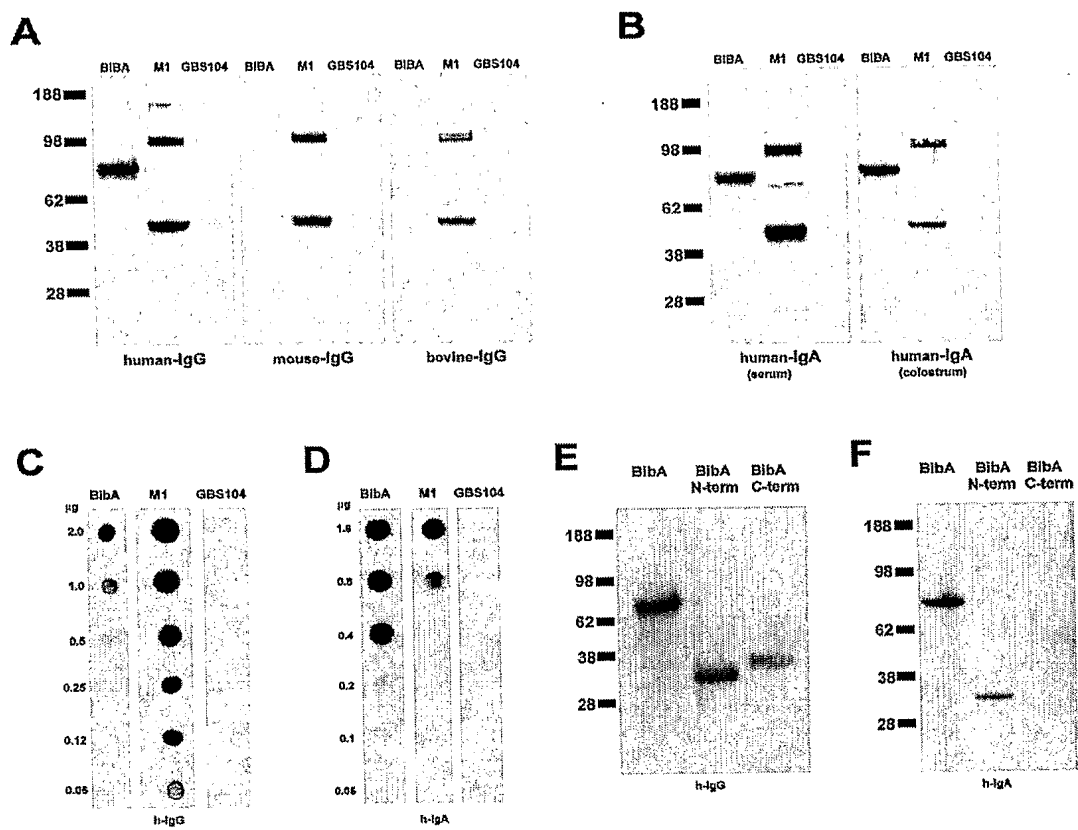 A
BIBA M1 GBS104 BIBA M1 GBS104 BIBA M1 GBS104
188
98
62
38
28
human-IgG mouse-IgG bovine-IgG
B
BIBA M1 GBS104 BIBA M1 GBS104
188
98
62
38
28
human-IgA human-IgA
(serum) (colostrum)
C
BibA M1 GBS104
µg
2.0
1.0
0.5
0.25
0.12
0.05
h-IgG
D
BibA M1 GBS104
µg
1.6
0.8
0.4
0.2
0.1
0.05
h-IgA
E
BibA BibA BibA
N-term C-term
188
98
62
38
28
h-IgG
F
BibA BibA BibA
N-term C-term
188
98
62
38
28
h-IgA